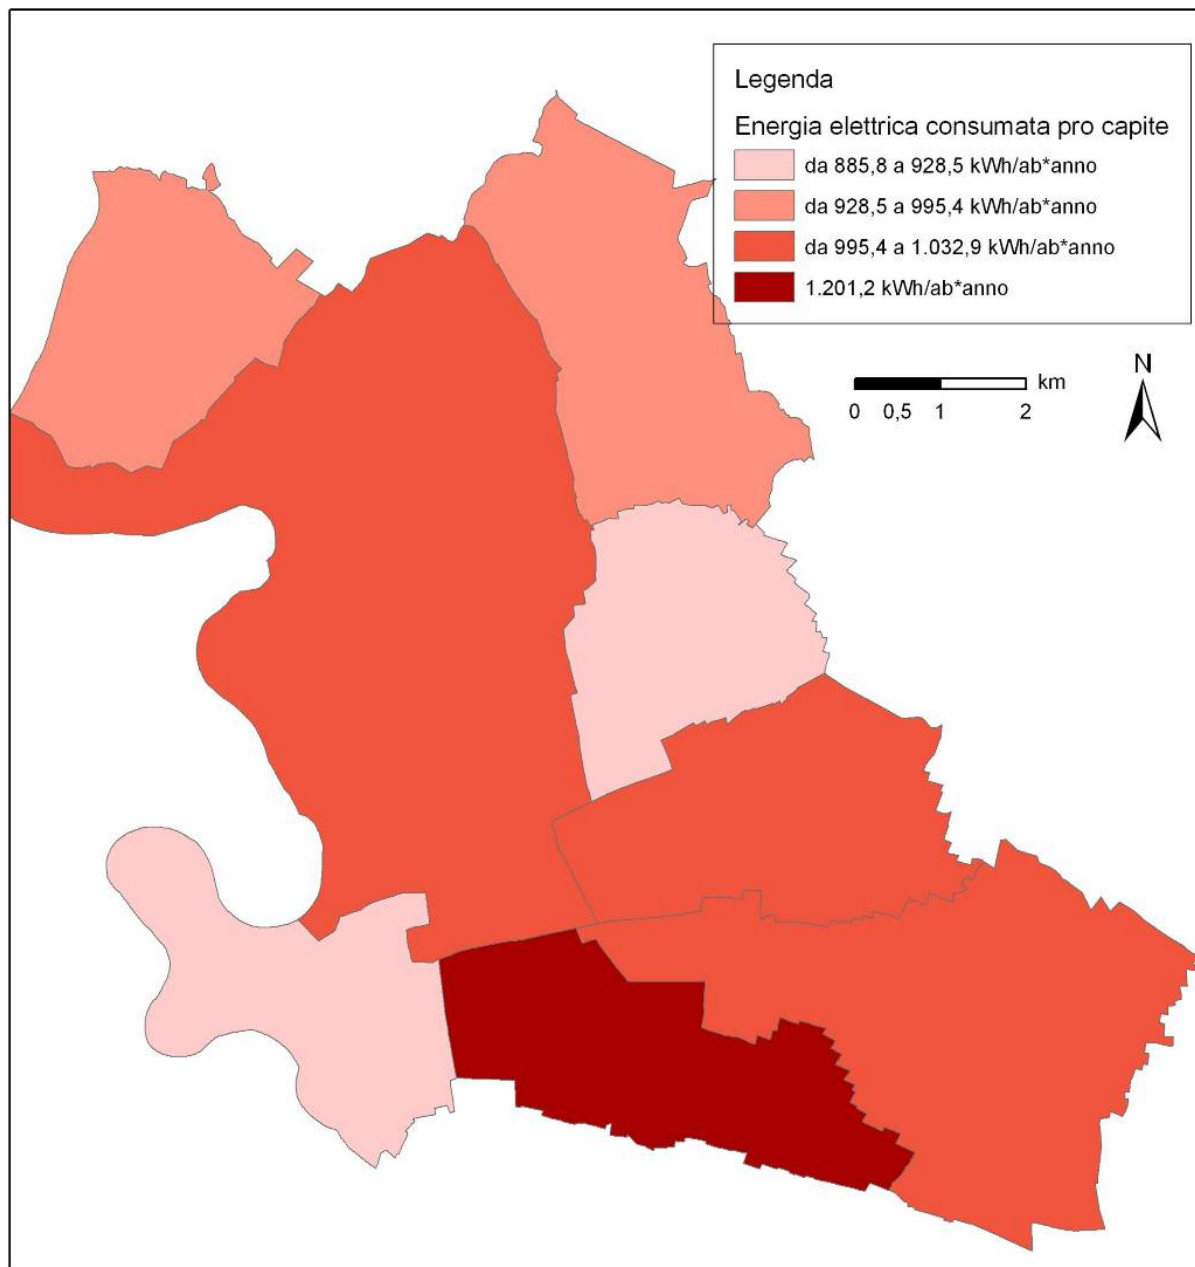 Legenda
Energia elettrica consumata pro capite
da 885,8 a 928,5 kWh/ab*anno
da 928,5 a 995,4 kWh/ab*anno
da 995,4 a 1.032,9 kWh/ab*anno
1.201,2 kWh/ab*anno
N
km
0 0,5 1 2